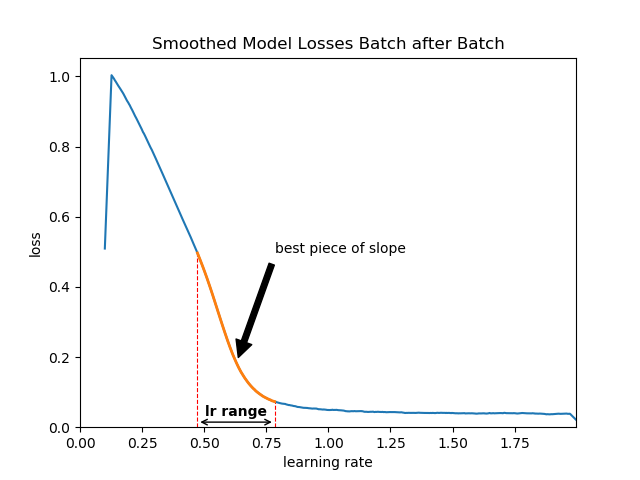 Smoothed Model Losses Batch after Batch
1.0
0.8
0.6
0.4
0.2
0.0
loss
best piece of slope
lr range
0.00 0.25 0.50 0.75 1.00 1.25 1.50 1.75
learning rate